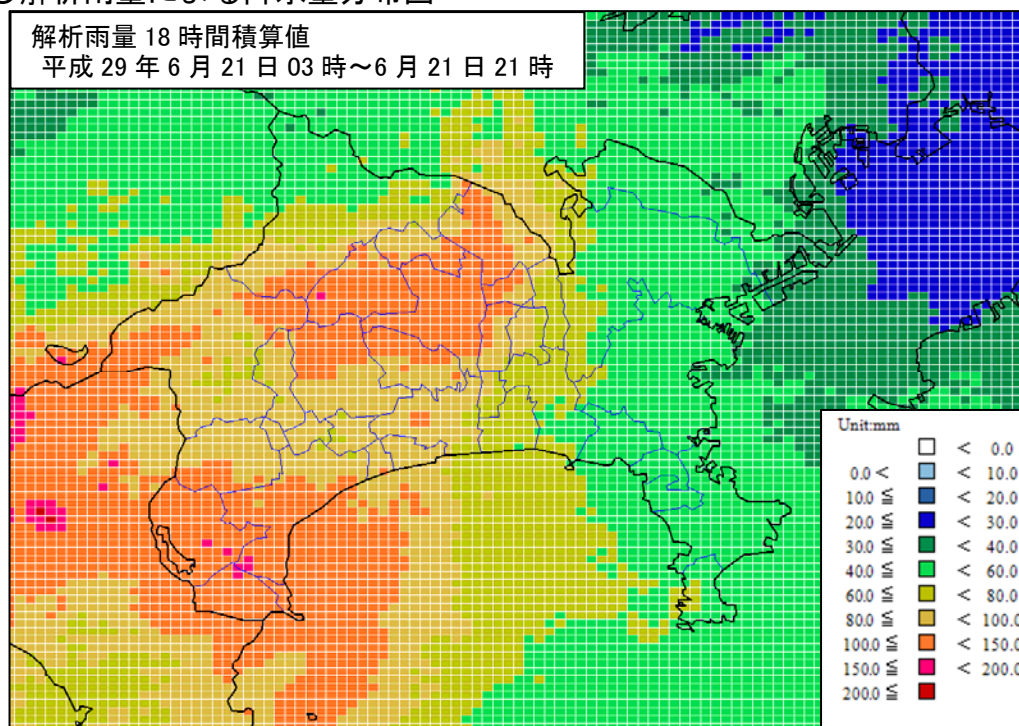 解析雨量 18 時間積算値
平成 29 年 6 月 21 日 03 時～6 月 21 日 21 時
Unit:mm
< 0.0
0.0 < < 10.0
10.0 ≦ < 20.0
20.0 ≦ < 30.0
30.0 ≦ < 40.0
40.0 ≦ < 60.0
60.0 ≦ < 80.0
80.0 ≦ < 100.0
100.0 ≦ < 150.0
150.0 ≦ < 200.0
200.0 ≦